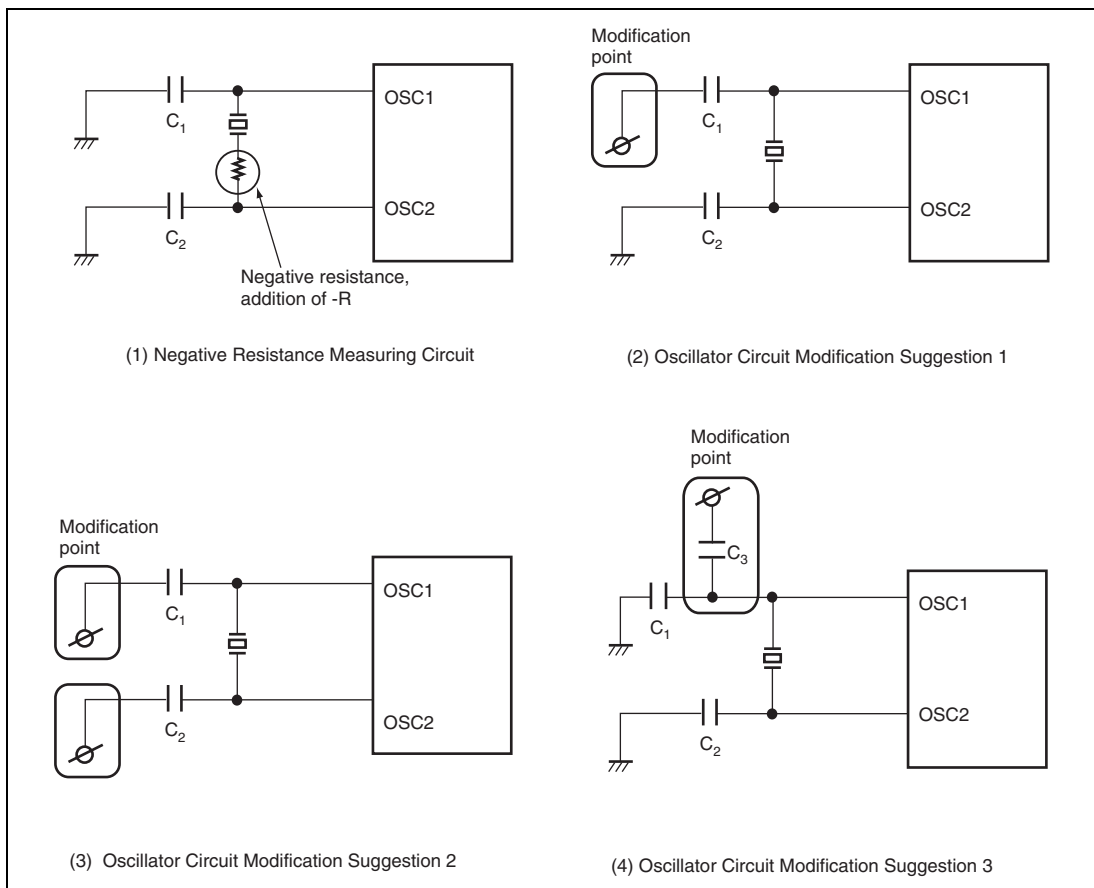 OSC1
C1
OSC2
C2
Negative resistance,
addition of -R
(1) Negative Resistance Measuring Circuit
Modification
point
OSC1
C1
OSC2
C2
(2) Oscillator Circuit Modification Suggestion 1
Modification
point
C1
OSC1
C2
OSC2
(3) Oscillator Circuit Modification Suggestion 2
Modification
point
C3
OSC1
C1
OSC2
C2
(4) Oscillator Circuit Modification Suggestion 3